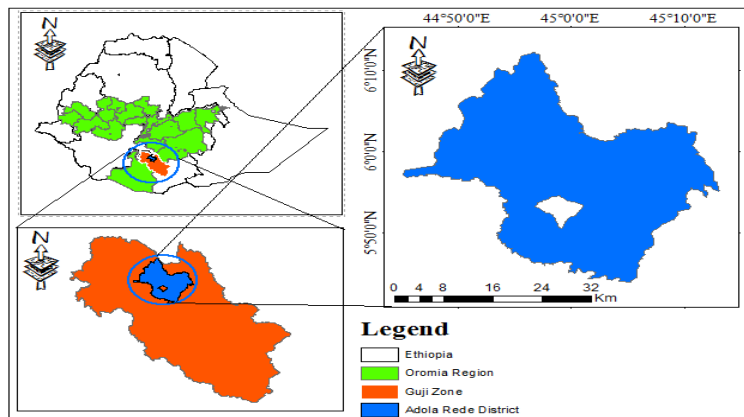 N
N
N
44°50'0"E 45°0'0"E 45°10'0"E
6°10'0"N
6°0'0"N
5°50'0"N
0 4 8 16 24 32
Km
Legend
Ethiopia
Oromia Region
Guji Zone
Adola Rede District